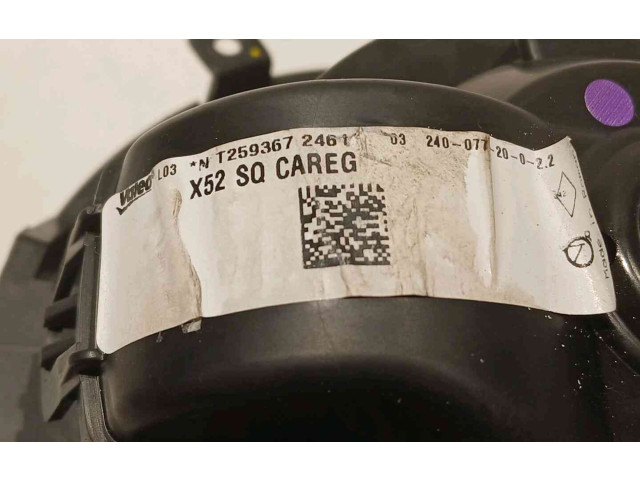 Valeo L03 *N T259367 2461 03 240-077-20-0-2.2
X52 SQ CAREG